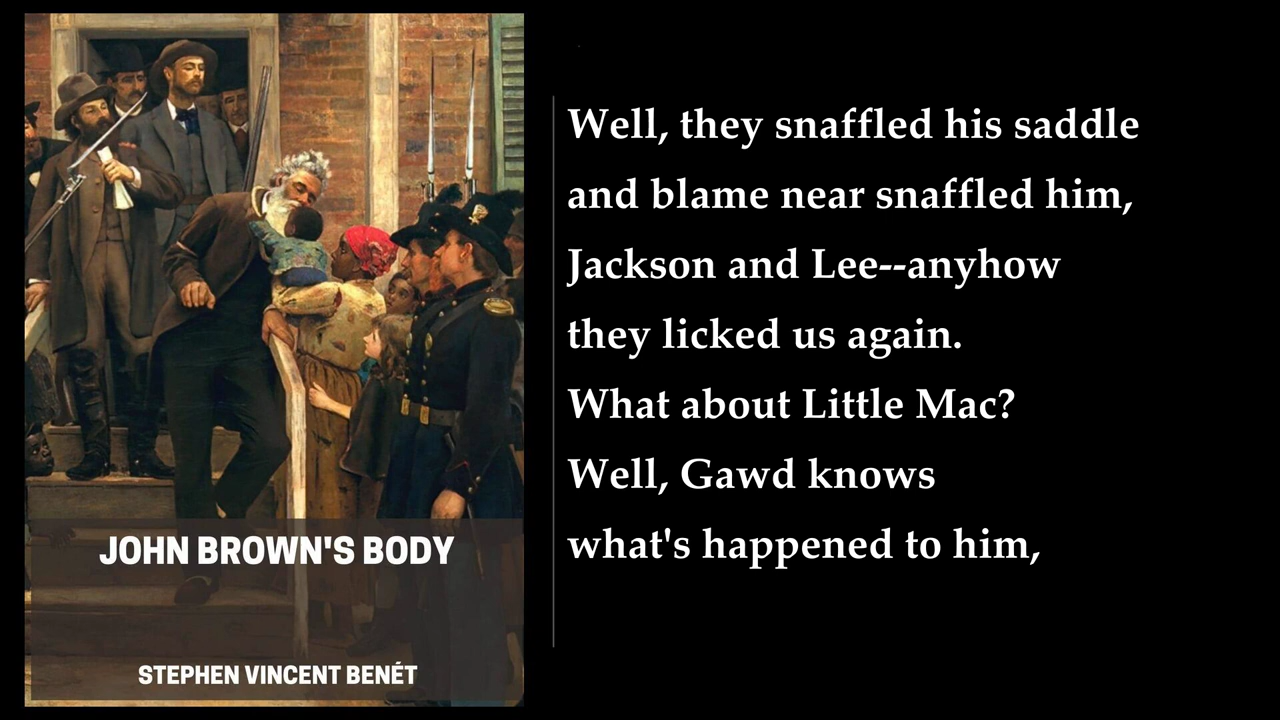 JOHN BROWN'S BODY
STEPHEN VINCENT BENÉT
Well, they snaffled his saddle
and blame near snaffled him,
Jackson and Lee--anyhow
they licked us again.
What about Little Mac?
Well, Gawd knows
what's happened to him,